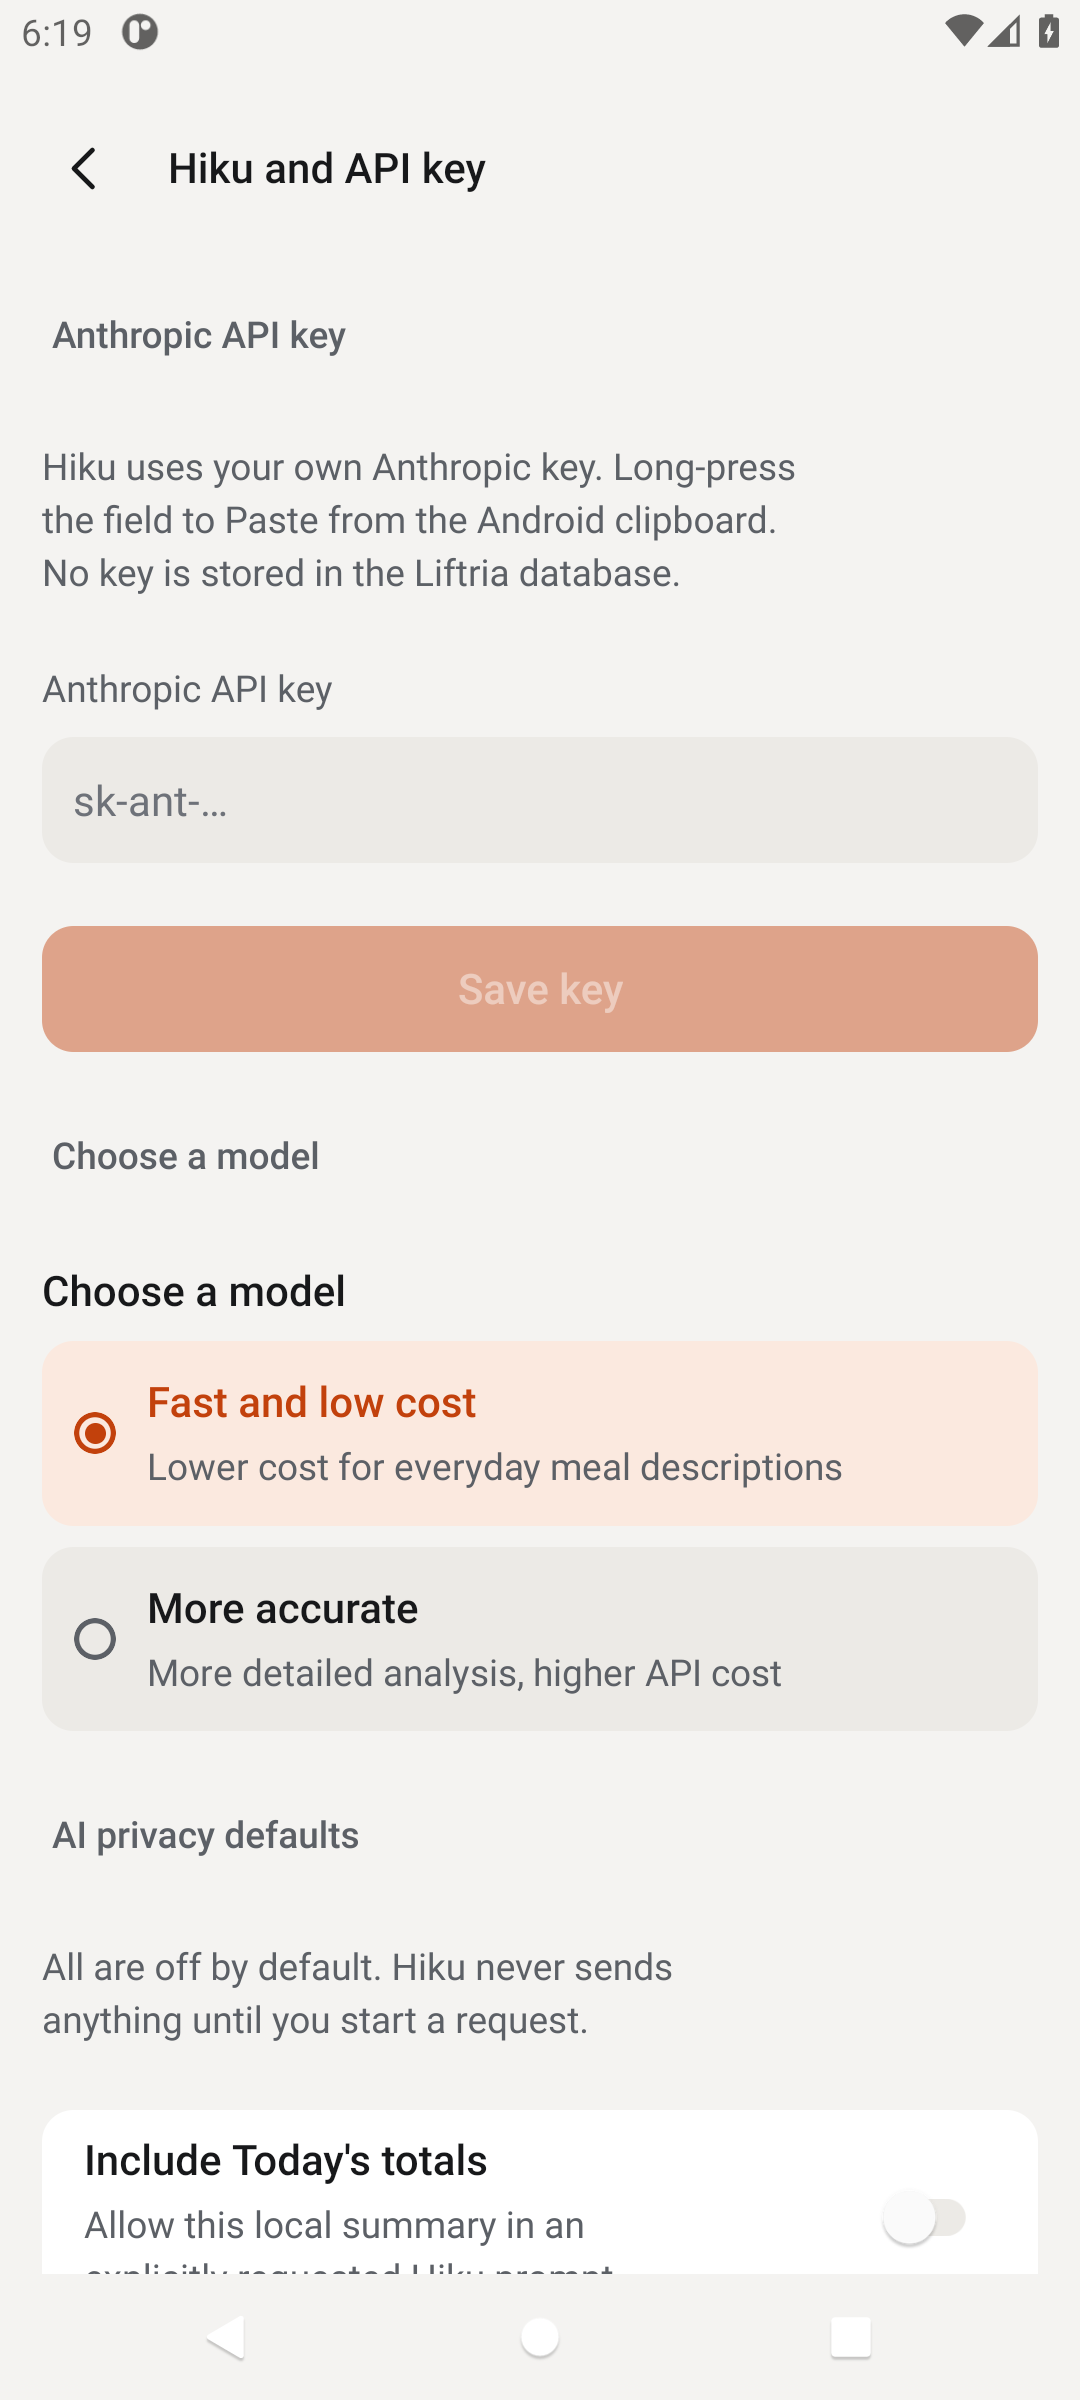 6:19
Hiku and API key
Anthropic API key
Hiku uses your own Anthropic key. Long-press
the field to Paste from the Android clipboard.
No key is stored in the Liftria database.
Anthropic API key
sk-ant-…
Save key
Choose a model
Choose a model
Fast and low cost
Lower cost for everyday meal descriptions
More accurate
More detailed analysis, higher API cost
AI privacy defaults
All are off by default. Hiku never sends
anything until you start a request.
Include Today's totals
Allow this local summary in an
explicitly requested Hiku prompt